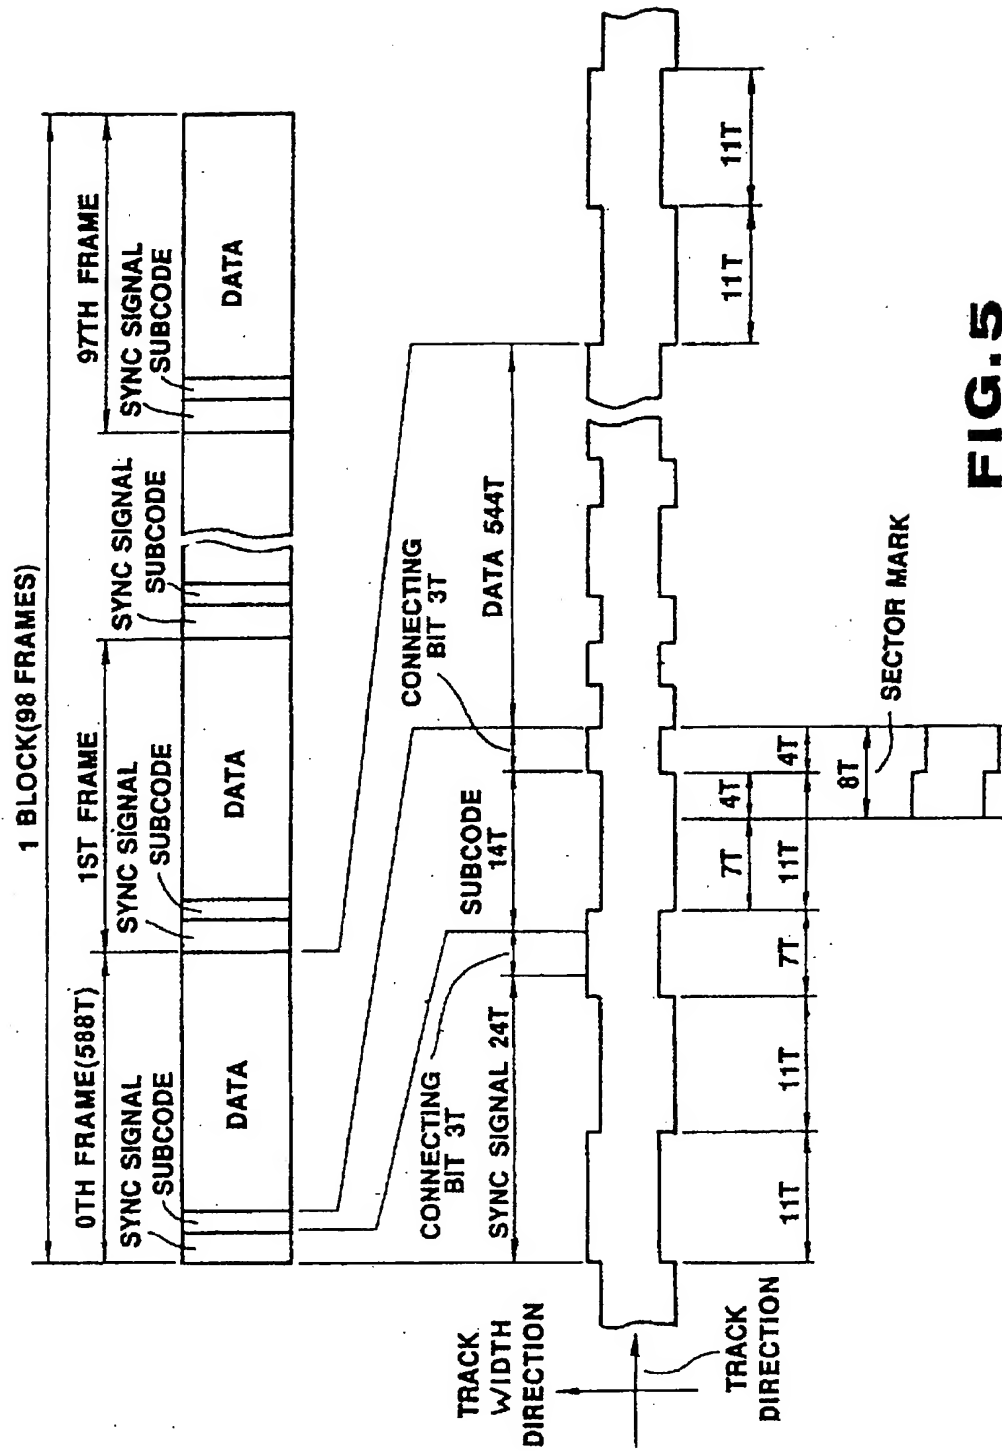 1 BLOCK(98 FRAMES)
0TH FRAME(588T)
1ST FRAME
97TH FRAME
SYNC SIGNAL
SUBCODE
SYNC SIGNAL
SUBCODE
SYNC SIGNAL
SUBCODE
SYNC SIGNAL
SUBCODE
DATA
DATA
DATA
CONNECTING
BIT 3T
SYNC SIGNAL 24T
SUBCODE
14T
CONNECTING
BIT 3T
DATA 544T
TRACK
WIDTH
DIRECTION
TRACK
DIRECTION
11T
11T
7T
11T
4T
7T
4T
8T
SECTOR MARK
11T
11T
FIG.5